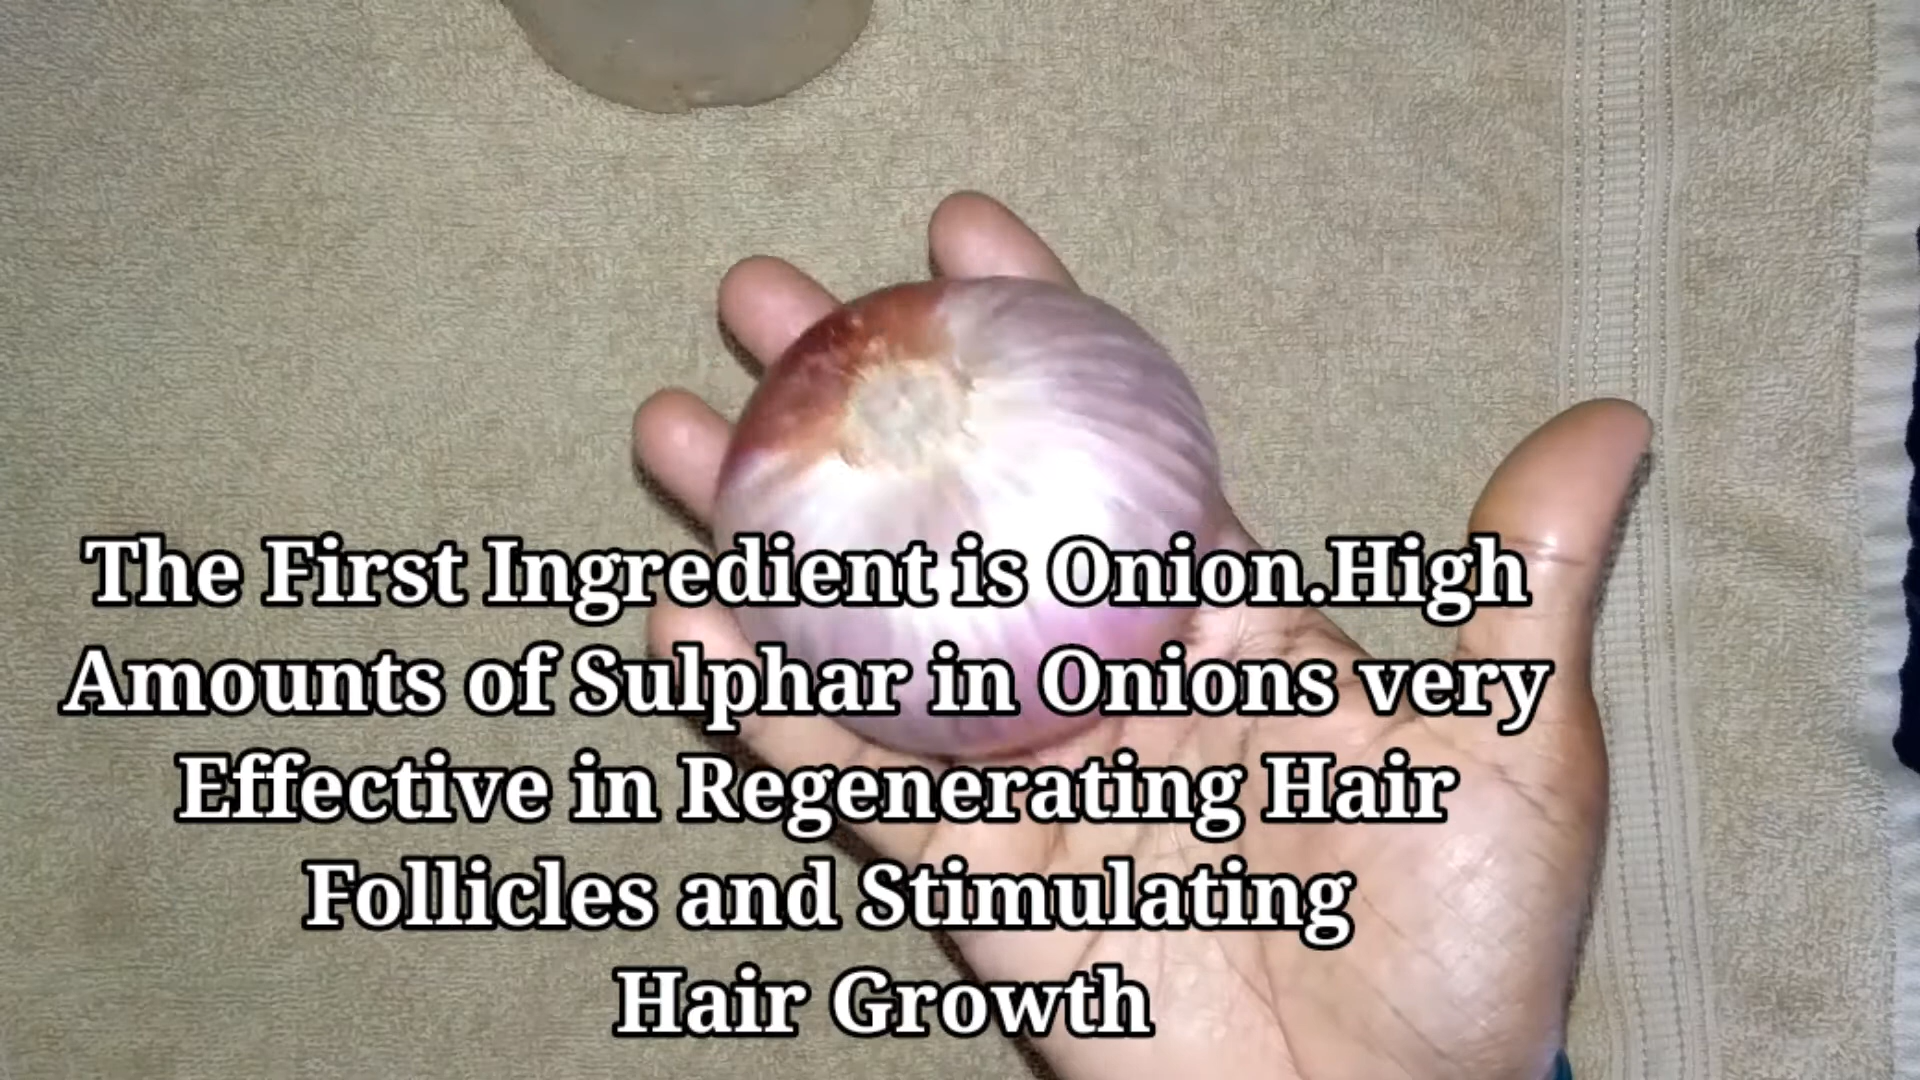 The First Ingredient is Onion.High
Amounts of Sulphar in Onions very
Effective in Regenerating Hair
Follicles and Stimulating
Hair Growth